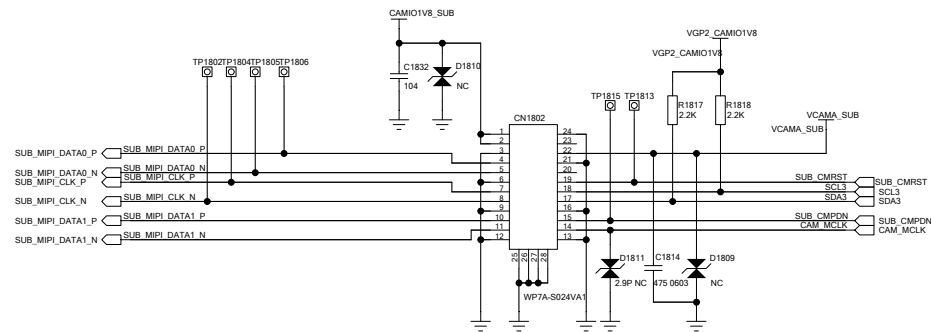 CAMIO1V8_SUB
VGP2_CAMIO1V8
VGP2_CAMIO1V8
TP1802 TP1804 TP1805 TP1806
C1832
104
D1810
NC
TP1815 TP1813
R1817
2.2K
R1818
2.2K
VCAMA_SUB
VCAMA_SUB
CN1802
1 24
2 23
3 22
4 21
5 20
6 19
7 18
8 17
9 16
10 15
11 14
12 13
25 26 27 28
WP7A-S024VA1
SUB_MIPI_DATA0_P SUB_MIPI_DATA0_P
SUB_MIPI_DATA0_N SUB_MIPI_DATA0_N
SUB_MIPI_CLK_P SUB_MIPI_CLK_P
SUB_MIPI_CLK_N SUB_MIPI_CLK_N
SUB_MIPI_DATA1_P SUB_MIPI_DATA1_P
SUB_MIPI_DATA1_N SUB_MIPI_DATA1_N
SUB_CMRST SUB_CMRST
SCL3 SCL3
SDA3 SDA3
SUB_CMPDN SUB_CMPDN
CAM_MCLK CAM_MCLK
D1811
2.9P NC
C1814
475 0603
D1809
NC